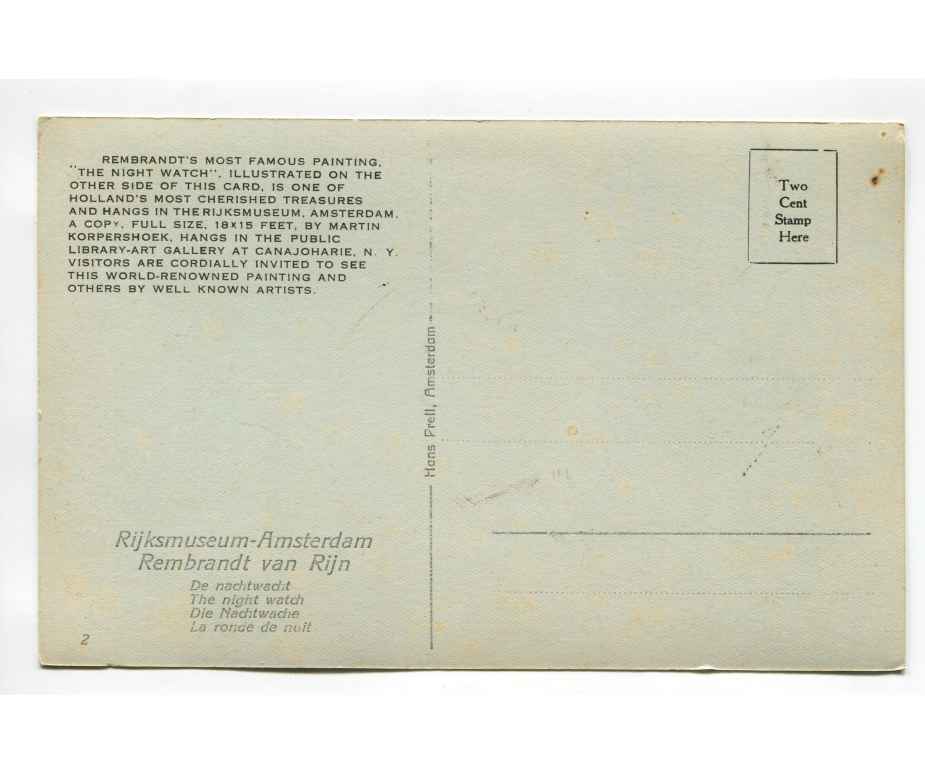 REMBRANDT'S MOST FAMOUS PAINTING,
"THE NIGHT WATCH", ILLUSTRATED ON THE
OTHER SIDE OF THIS CARD, IS ONE OF
HOLLAND'S MOST CHERISHED TREASURES
AND HANGS IN THE RIJKSMUSEUM, AMSTERDAM.
A COPY, FULL SIZE, 18x15 FEET, BY MARTIN
KORPERSHOEK, HANGS IN THE PUBLIC
LIBRARY-ART GALLERY AT CANAJOHARIE, N. Y.
VISITORS ARE CORDIALLY INVITED TO SEE
THIS WORLD-RENOWNED PAINTING AND
OTHERS BY WELL KNOWN ARTISTS.
Rijksmuseum-Amsterdam
Rembrandt van Rijn
De nachtwacht
The night watch
Die Nachtwache
La ronde de nuit
2
Hans Prell, Amsterdam
Two
Cent
Stamp
Here